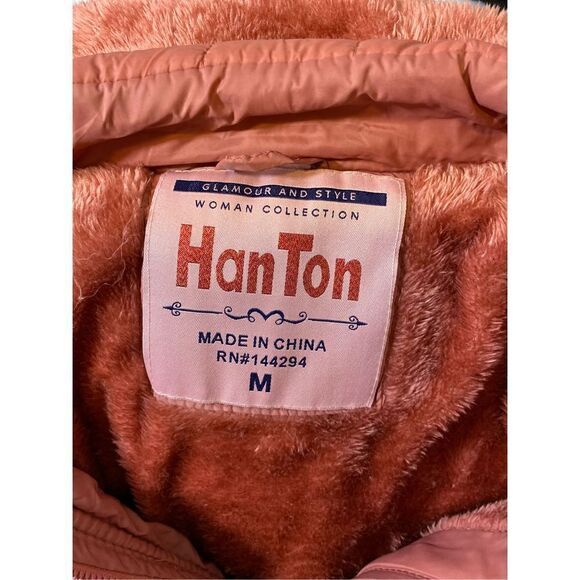 GLAMOUR AND STYLE
WOMAN COLLECTION
HanTon
MADE IN CHINA
RN#144294
M